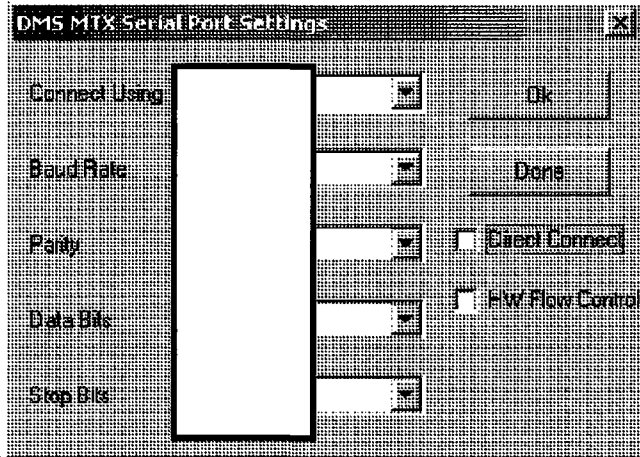 DMS MTX Serial Port Settings
Connect Using
Ok
Baud Rate
Done
Parity
Direct Connect
HW Flow Control
Data Bits
Stop Bits